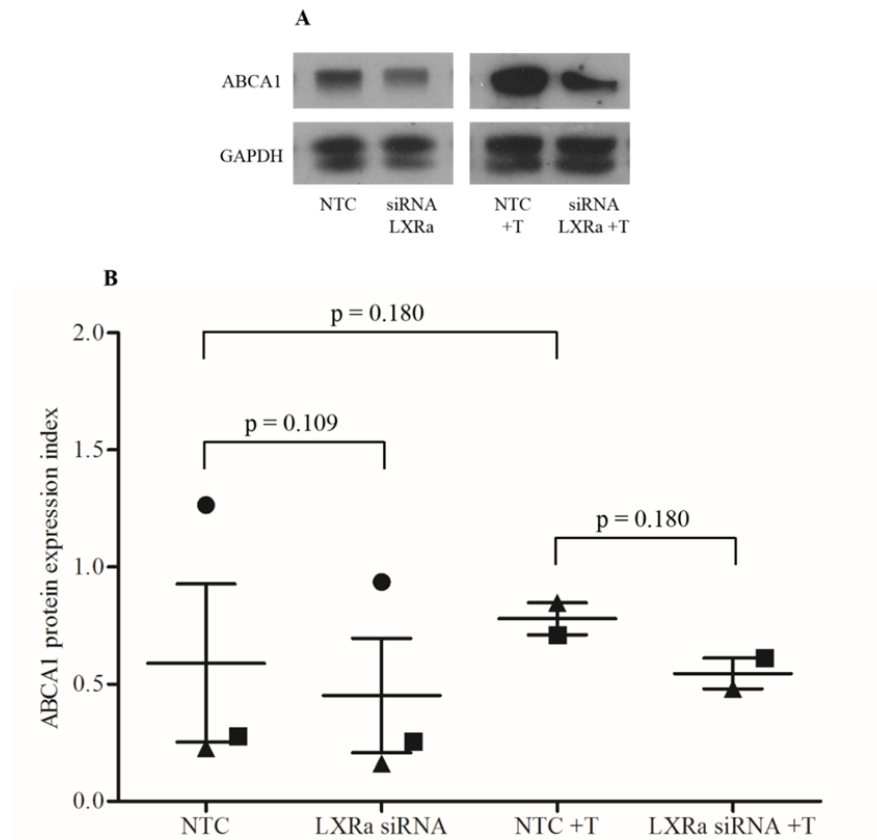 A
ABCA1
GAPDH
NTC
siRNA
LXRa
NTC
+T
siRNA
LXRa +T
B
p = 0.180
p = 0.109
p = 0.180
ABCA1 protein expression index
2.0
1.5
1.0
0.5
0.0
NTC
LXRa siRNA
NTC +T
LXRa siRNA +T